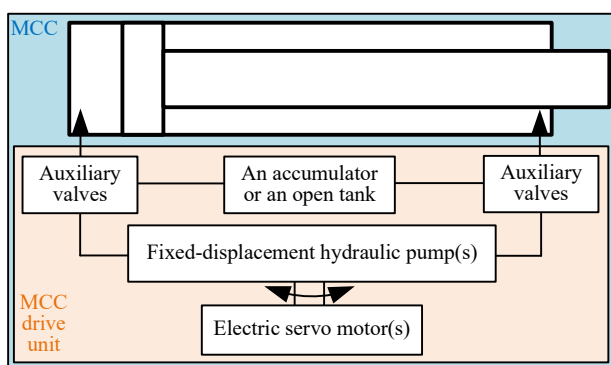 MCC
Auxiliary
valves
An accumulator
or an open tank
Auxiliary
valves
Fixed-displacement hydraulic pump(s)
MCC
drive
unit
Electric servo motor(s)